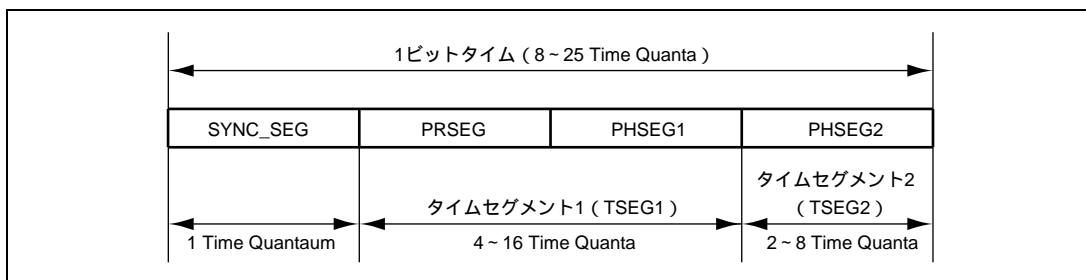 1ビットタイム（8～25 Time Quanta）
SYNC_SEG PRSEG PHSEG1 PHSEG2
タイムセグメント1（TSEG1）
タイムセグメント2
（TSEG2）
1 Time Quantaum
4～16 Time Quanta
2～8 Time Quanta